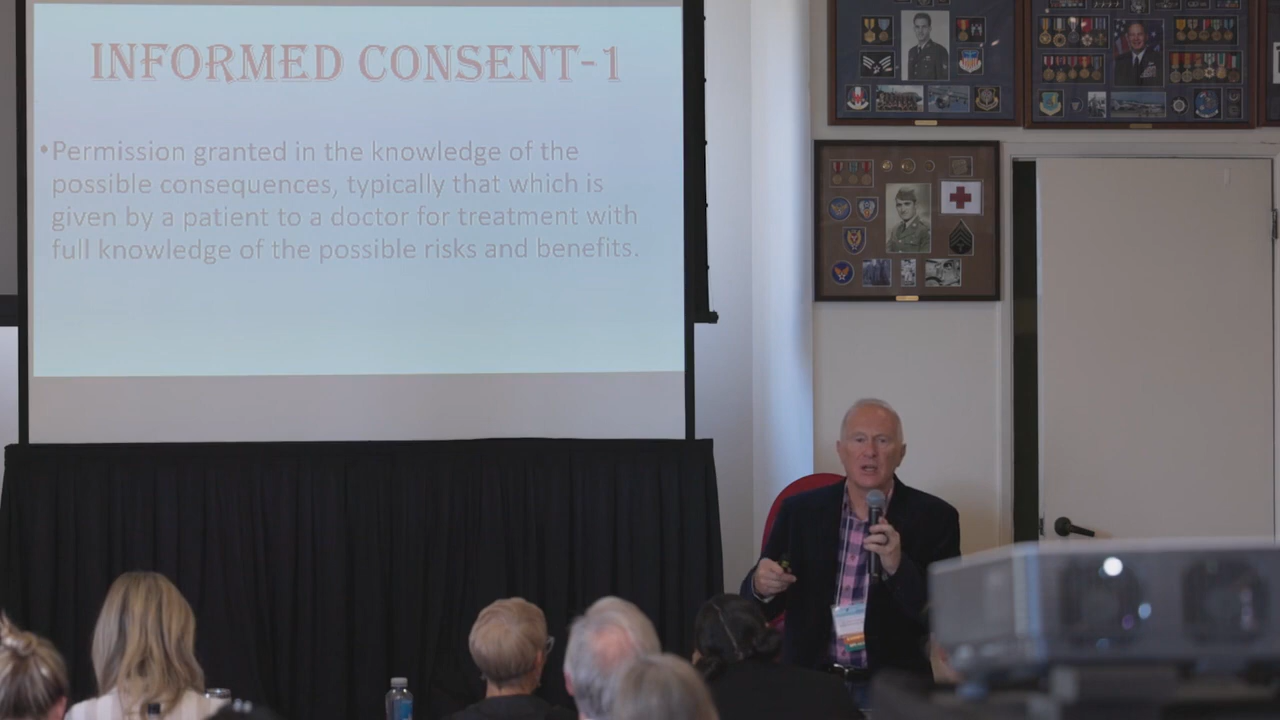 INFORMED CONSENT-1
•Permission granted in the knowledge of the
possible consequences, typically that which is
given by a patient to a doctor for treatment with
full knowledge of the possible risks and benefits.